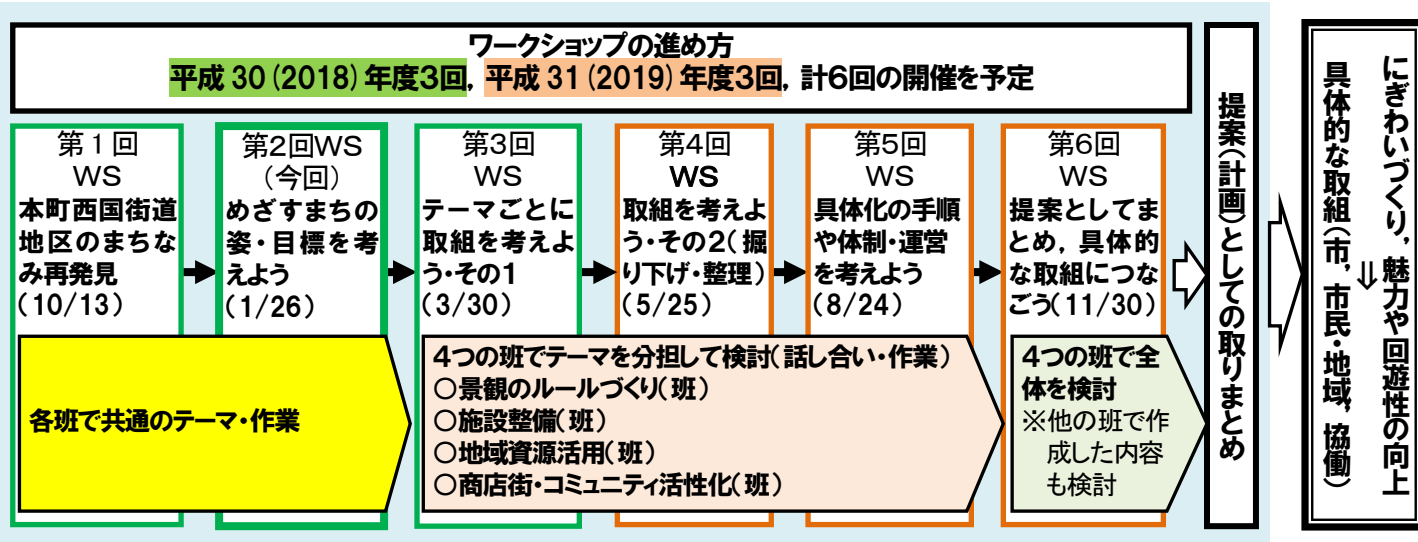 ワークショップの進め方
平成30(2018)年度3回,平成31(2019)年度3回,計6回の開催を予定
第1回
WS
本町西国街道
地区のまちな
み再発見
(10/13)
第2回WS
(今回)
めざすまちの
姿・目標を考
えよう
(1/26)
第3回
WS
テーマごとに
取組を考えよ
う・その1
(3/30)
第4回
WS
取組を考えよ
う・その2(掘
り下げ・整理)
(5/25)
第5回
WS
具体化の手順
や体制・運営
を考えよう
(8/24)
第6回
WS
提案としてま
とめ,具体的
な取組につな
ごう(11/30)
各班で共通のテーマ・作業
4つの班でテーマを分担して検討(話し合い・作業)
○景観のルールづくり(班)
○施設整備(班)
○地域資源活用(班)
○商店街・コミュニティ活性化(班)
4つの班で全
体を検討
※他の班で作
成した内容
も検討
提案(計画)としての取りまとめ
具体的な取組(市,市民・地域,協働)
⇓
にぎわいづくり,魅力や回遊性の向上